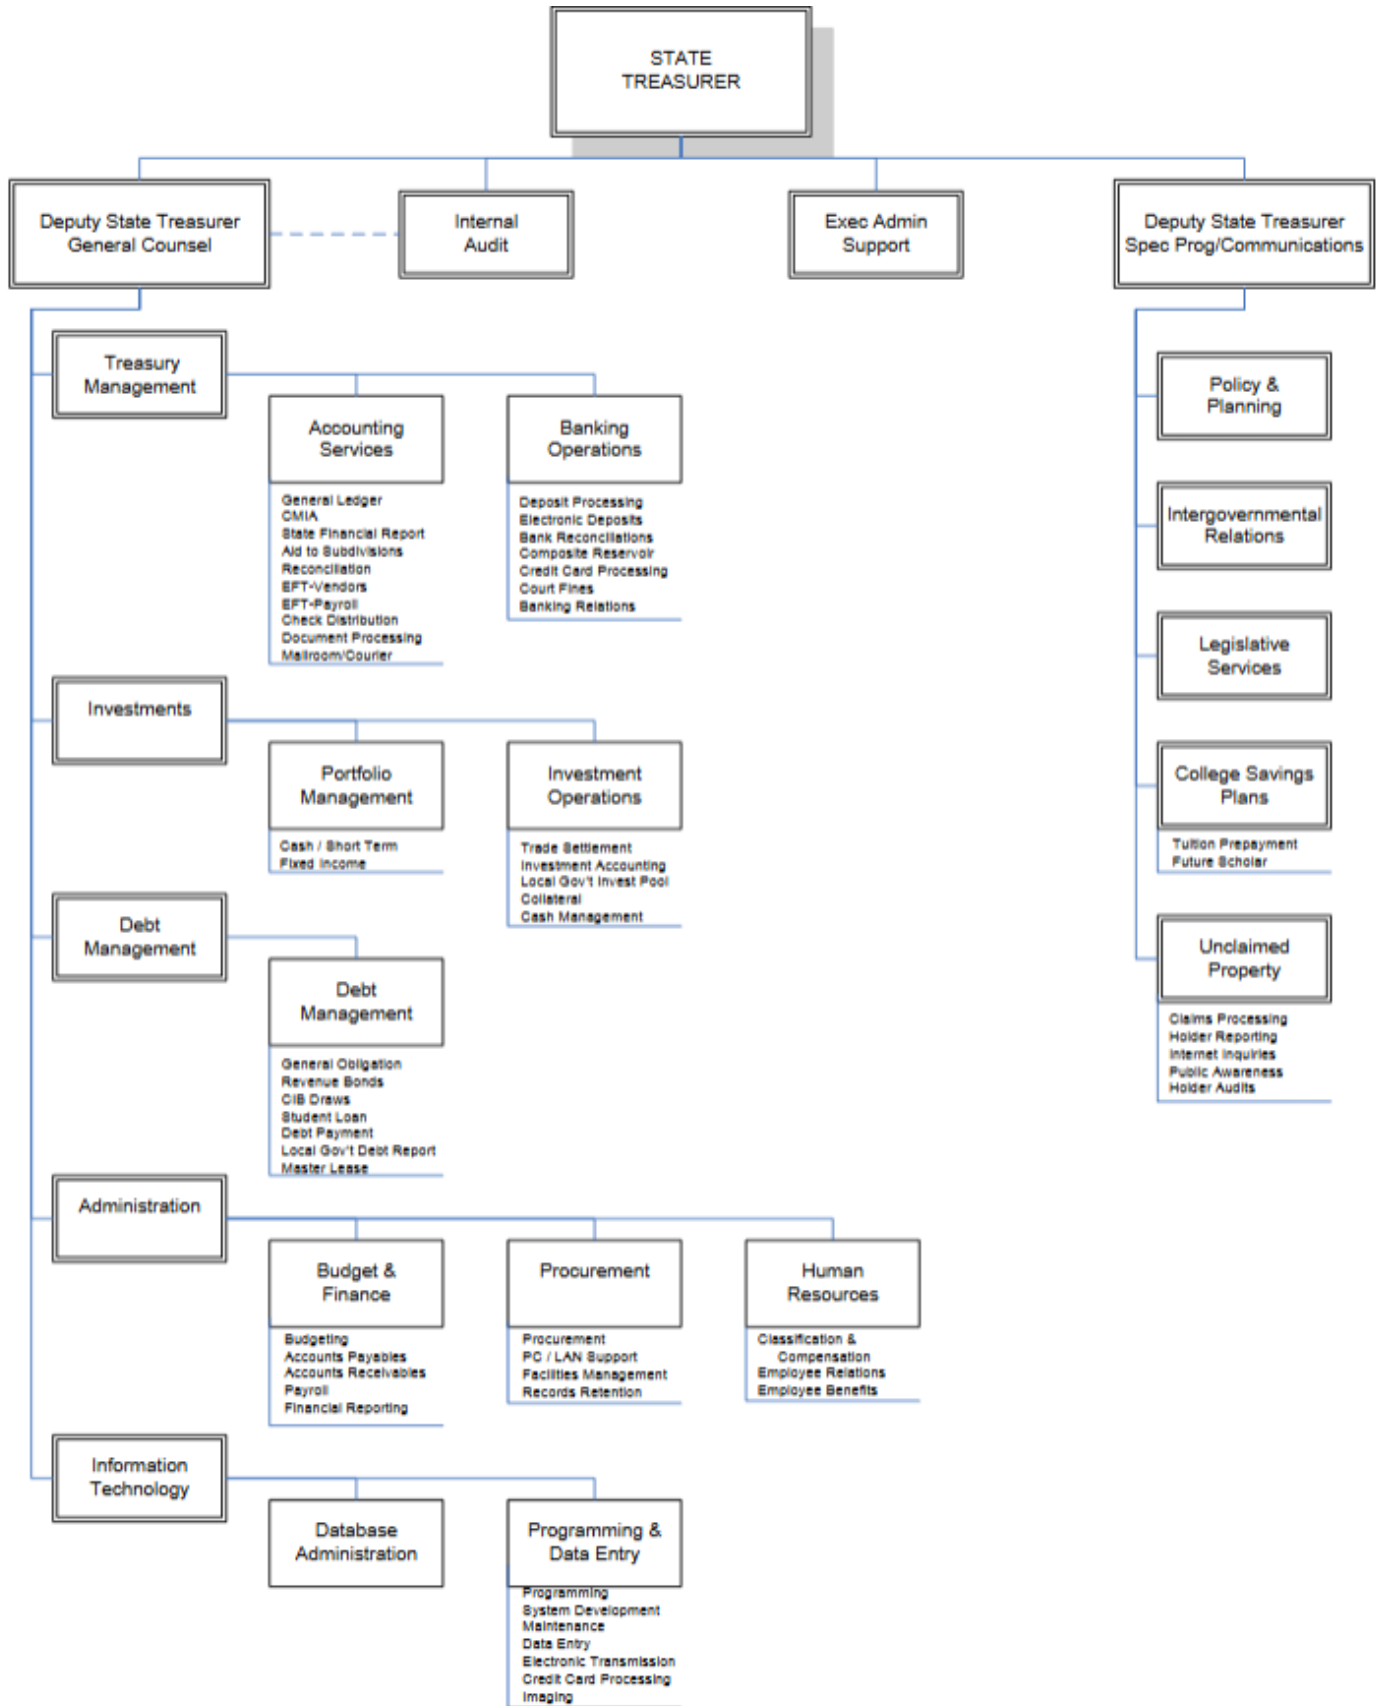 STATE
TREASURER
Deputy State Treasurer
General Counsel
Internal
Audit
Exec Admin
Support
Deputy State Treasurer
Spec Prog/Communications
Treasury
Management
Accounting
Services
General Ledger
CMIA
State Financial Report
Aid to Subdivisions
Reconciliation
EFT-Vendors
EFT-Payroll
Check Distribution
Document Processing
Mailroom/Courier
Banking
Operations
Deposit Processing
Electronic Deposits
Bank Reconciliations
Composite Reservoir
Credit Card Processing
Court Fines
Banking Relations
Investments
Portfolio
Management
Cash / Short Term
Fixed Income
Investment
Operations
Trade Settlement
Investment Accounting
Local Gov't Invest Pool
Collateral
Cash Management
Debt
Management
Debt
Management
General Obligation
Revenue Bonds
CIB Draws
Student Loan
Debt Payment
Local Gov't Debt Report
Master Lease
Administration
Budget &
Finance
Budgeting
Accounts Payables
Accounts Receivables
Payroll
Financial Reporting
Procurement
Procurement
PC / LAN Support
Facilities Management
Records Retention
Human
Resources
Classification &
Compensation
Employee Relations
Employee Benefits
Information
Technology
Database
Administration
Programming &
Data Entry
Programming
System Development
Maintenance
Data Entry
Electronic Transmission
Credit Card Processing
Imaging
Policy &
Planning
Intergovernmental
Relations
Legislative
Services
College Savings
Plans
Tuition Prepayment
Future Scholar
Unclaimed
Property
Claims Processing
Holder Reporting
Internet Inquiries
Public Awareness
Holder Audits